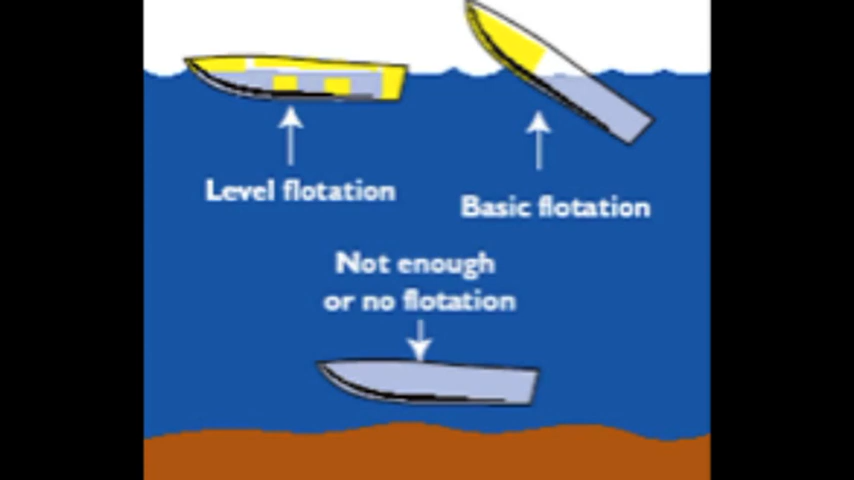 Level flotation
Basic flotation
Not enough
or no flotation